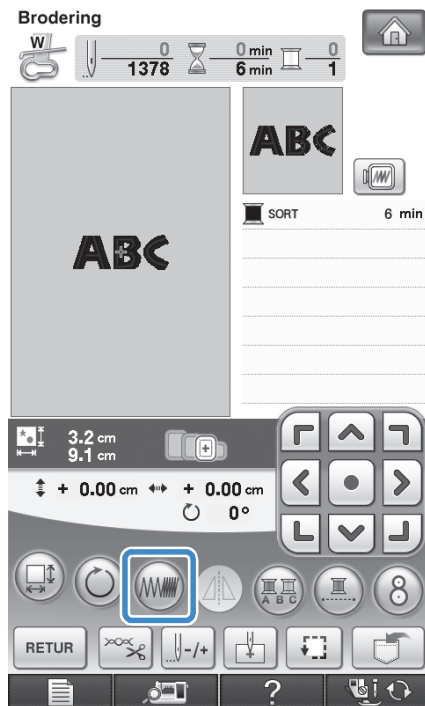 Brodering
W
0 0 min 0
1378 6 min 1
ABC
ABC
SORT 6 min
3.2 cm
9.1 cm
+ 0.00 cm + 0.00 cm
0°
A B C
8
RETUR
-/+
?